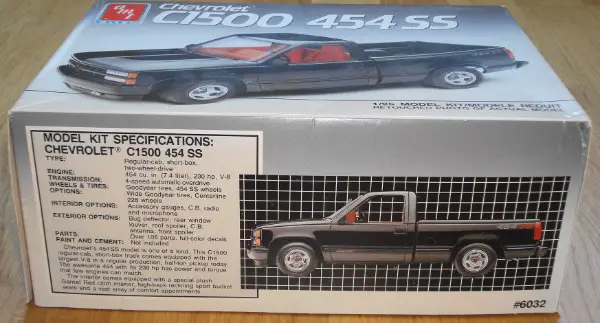 amt
Chevrolet®
C1500 454 SS
1/25 MODEL KIT/MODELE REDUIT
RETOUCHED PHOTO OF ACTUAL MODEL
MODEL KIT SPECIFICATIONS:
CHEVROLET® C1500 454 SS
TYPE: Regular-cab, short-box,
two-wheel-drive
ENGINE: 454 cu. in. (7.4 liter), 230 hp, V-8
TRANSMISSION: 4-speed automatic overdrive
WHEELS & TIRES: Goodyear tires, 454 SS wheels
OPTIONS: Wide Goodyear tires, Centerline
228 wheels
INTERIOR OPTIONS: Accessory gauges, C.B. radio
and microphone
EXTERIOR OPTIONS: Bug deflector, rear window
louver, roof spoiler, C.B.
antenna, front spoiler
PARTS: Over 105 parts, full-color decals
PAINT AND CEMENT: Not included
Chevrolet's 454 SS model is one of a kind. This C1500
regular-cab, short-box truck comes equipped with the
largest V-8 in a regular production, half-ton pickup today.
The awesome 454 with its 230 hp has power and torque
that few engines can match.
The interior comes equipped with a special plush
Garnet Red cloth interior, high-back reclining sport bucket
seats and a vast array of comfort appointments.
#6032